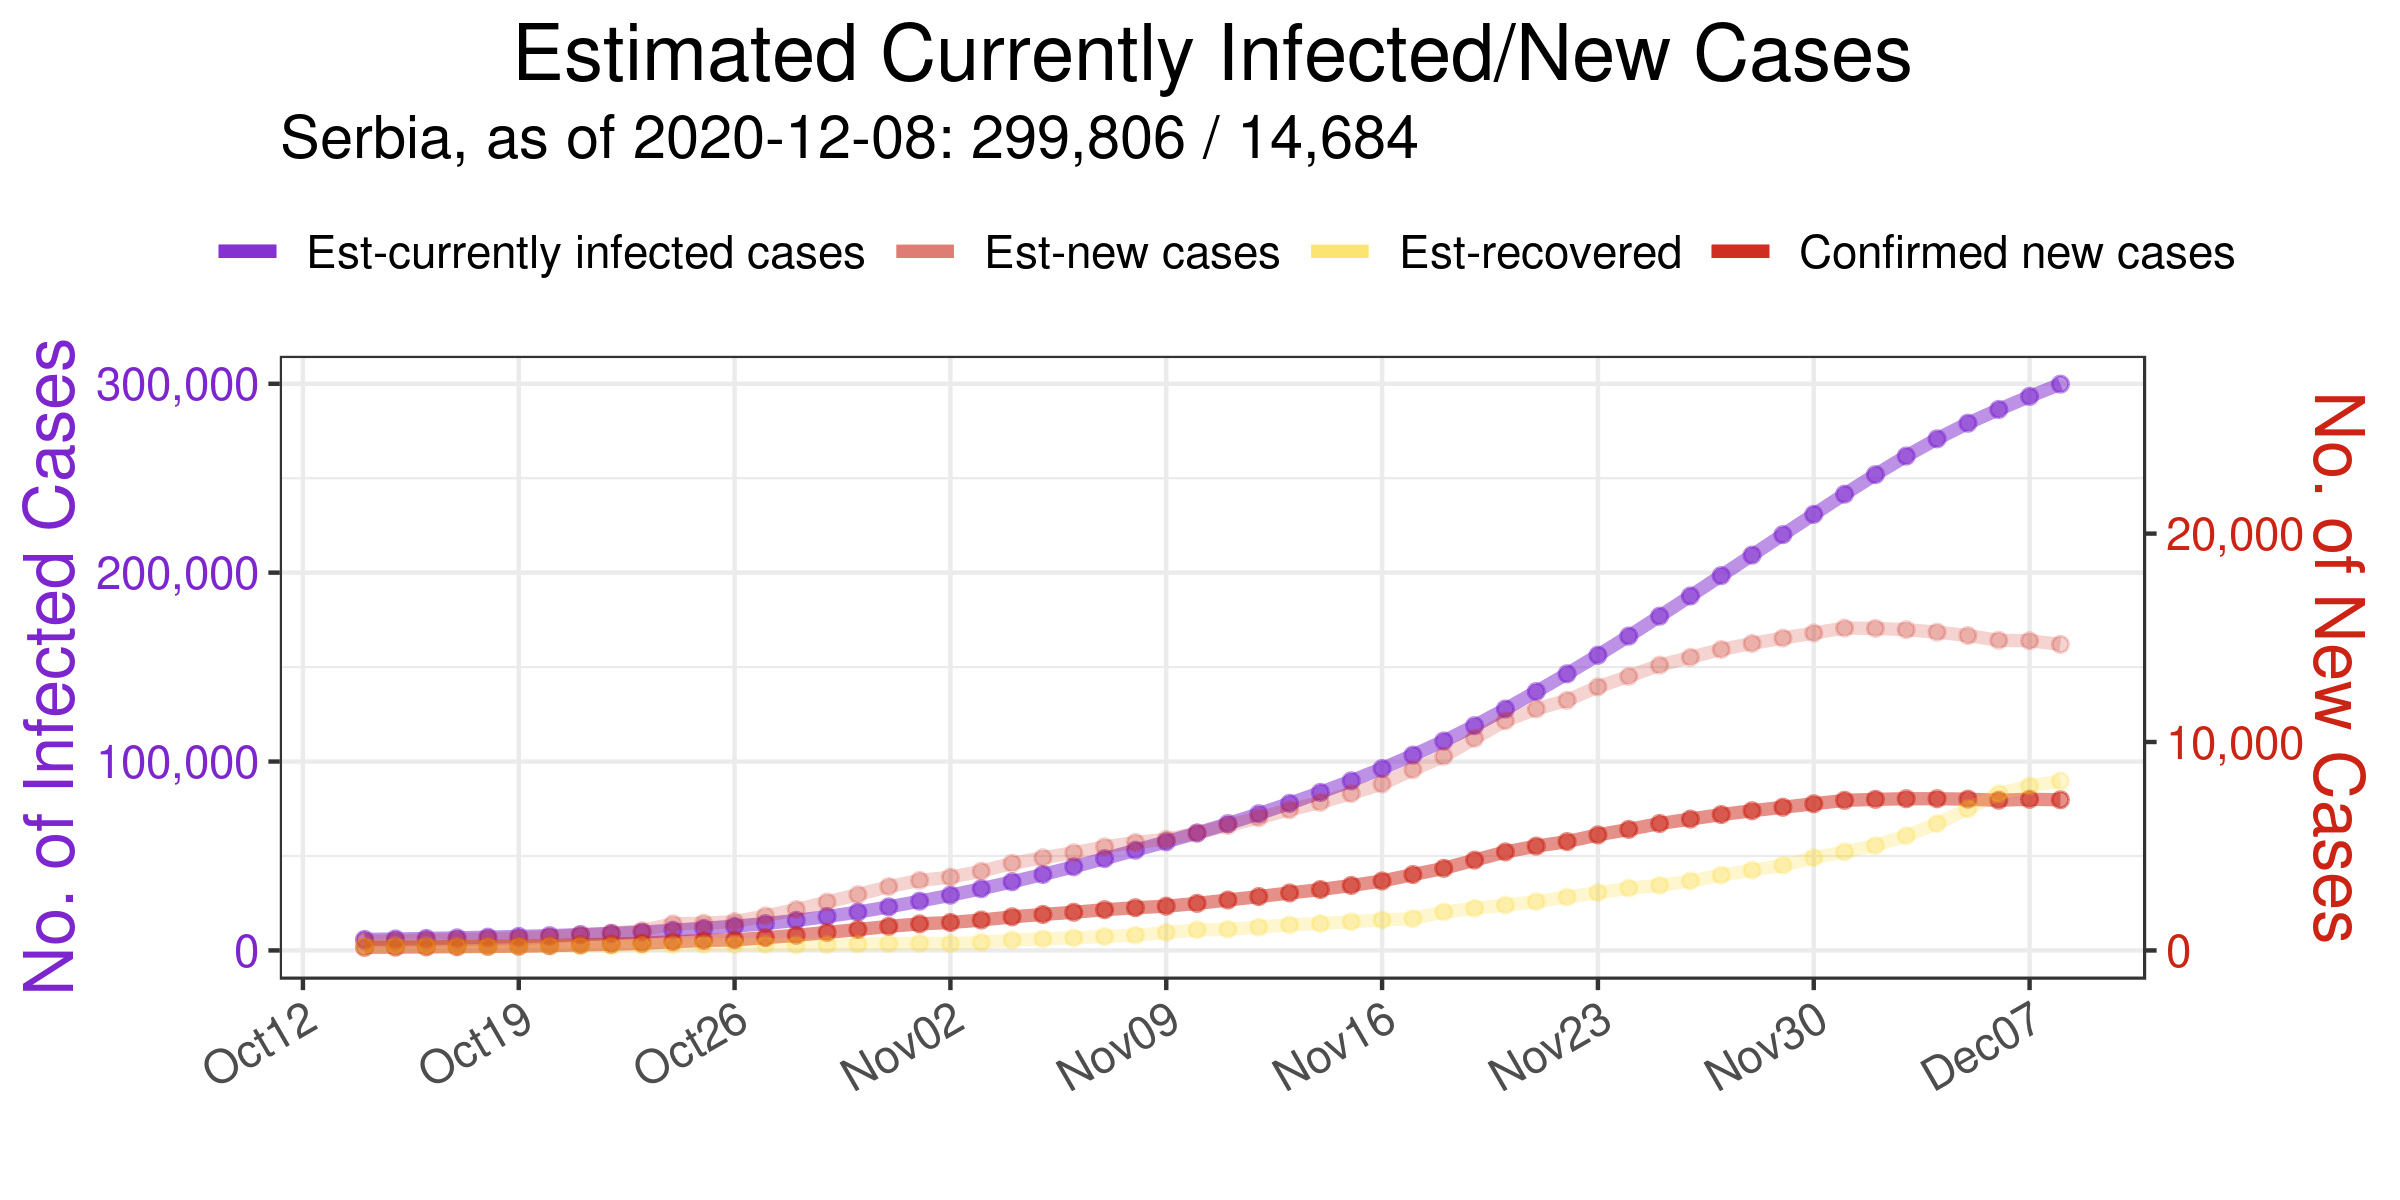 Estimated Currently Infected/New Cases
Serbia, as of 2020-12-08: 299,806 / 14,684
Est-currently infected cases Est-new cases Est-recovered Confirmed new cases
No. of Infected Cases
300,000
200,000
100,000
0
20,000
10,000
0
No. of New Cases
Oct12 Oct19 Oct26 Nov02 Nov09 Nov16 Nov23 Nov30 Dec07